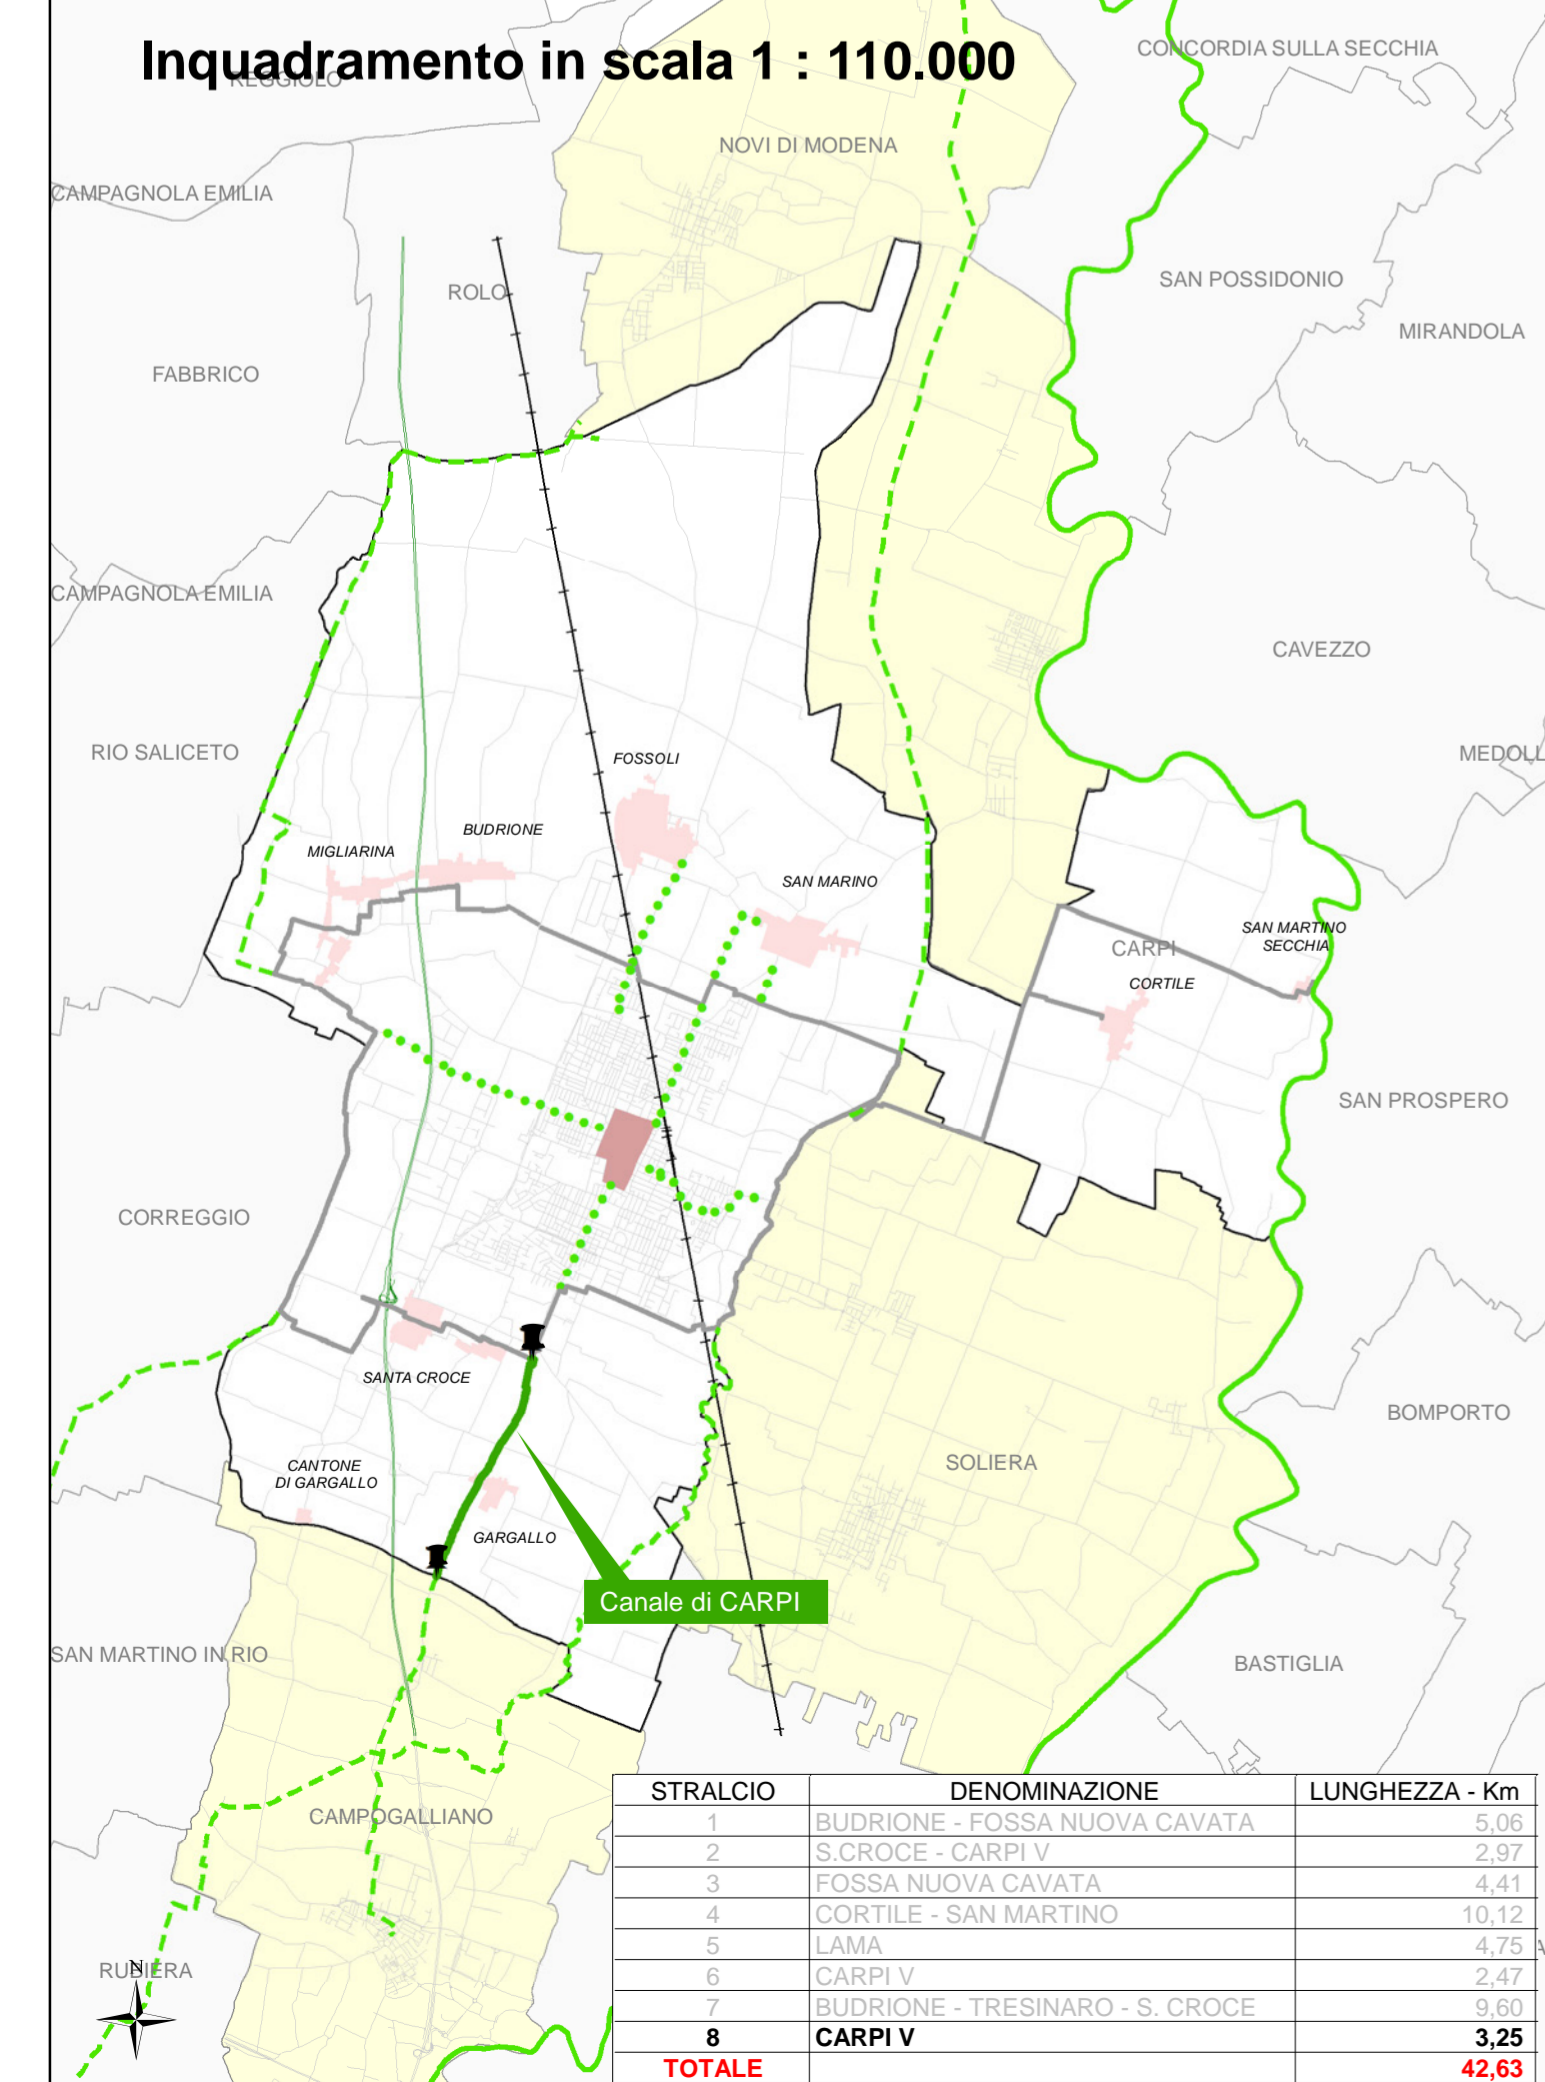 Inquadramento in scala 1 : 110.000
CONCORDIA SULLA SECCHIA
REGGIOLO
NOVI DI MODENA
CAMPAGNOLA EMILIA
SAN POSSIDONIO
ROLO
MIRANDOLA
FABBRICO
CAMPAGNOLA EMILIA
CAVEZZO
RIO SALICETO
FOSSOLI
MEDOLL
BUDRIONE
MIGLIARINA
SAN MARINO
SAN MARTINO
SECCHIA
CARPI
CORTILE
SAN PROSPERO
CORREGGIO
SANTA CROCE
BOMPORTO
CANTONE
DI GARGALLO
SOLIERA
GARGALLO
Canale di CARPI
SAN MARTINO IN RIO
BASTIGLIA
CAMPOGALLIANO
RUBIERA
N
STRALCIO DENOMINAZIONE LUNGHEZZA - Km
1 BUDRIONE - FOSSA NUOVA CAVATA 5,06
2 S.CROCE - CARPI V 2,97
3 FOSSA NUOVA CAVATA 4,41
4 CORTILE - SAN MARTINO 10,12
5 LAMA 4,75
6 CARPI V 2,47
7 BUDRIONE - TRESINARO - S. CROCE 9,60
8 CARPI V 3,25
TOTALE 42,63